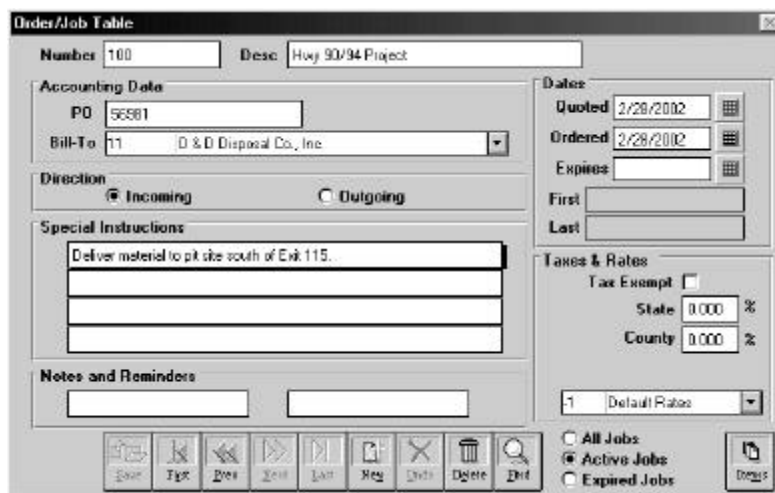 Order/Job Table
Number 100 Desc Hwy 90/94 Project
Accounting Data
PO 56981
Bill-To 11 D & D Disposal Co., Inc.
Direction
Incoming Outgoing
Special Instructions
Deliver material to pit site south of Exit 115.
Notes and Reminders
Dates
Quoted 2/28/2002
Ordered 2/28/2002
Expires
First
Last
Taxes & Rates
Tax Exempt
State 0.000 %
County 0.000 %
-1 Default Rates
All Jobs
Active Jobs
Expired Jobs
Save First Prev Next Last New Undo Delete Find Items